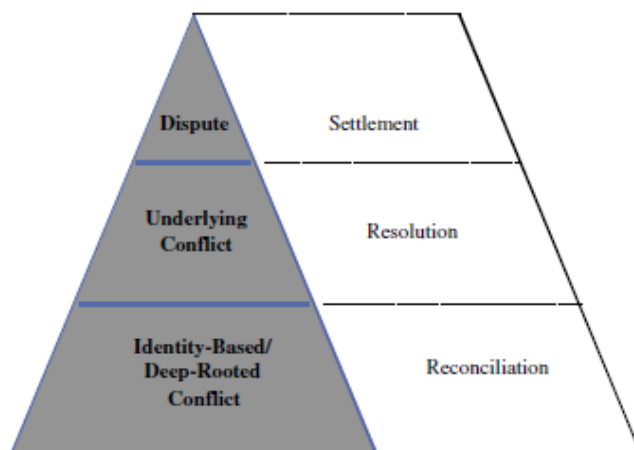 Dispute
Settlement
Underlying
Conflict
Resolution
Identity-Based/
Deep-Rooted
Conflict
Reconciliation